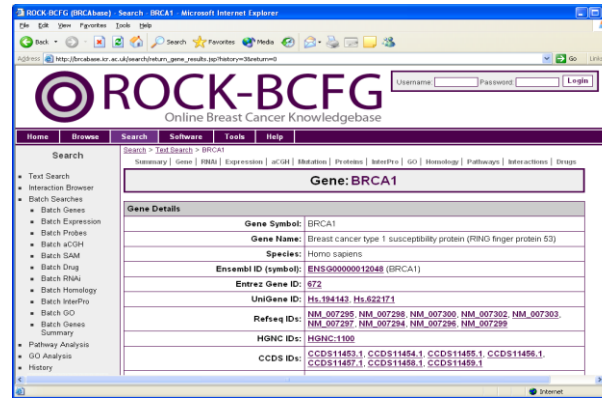 ROCK-BCFG (BRCAbase) - Search - BRCA1 - Microsoft Internet Explorer
File Edit View Favorites Tools Help
Back Search Favorites Media
Address http://brcabase.icr.ac.uk/search/return_gene_results.jsp?history=3&return=0 Go Links
ROCK-BCFG
Online Breast Cancer Knowledgebase
Username: Password: Login
Home Browse Search Software Tools Help
Search
Text Search
Interaction Browser
Batch Searches
Batch Genes
Batch Expression
Batch Probes
Batch aCGH
Batch SAM
Batch Drug
Batch RNAi
Batch Homology
Batch InterPro
Batch GO
Batch Genes
Summary
Pathway Analysis
GO Analysis
History
Search > Text Search > BRCA1
Summary | Gene | RNAi | Expression | aCGH | Mutation | Proteins | InterPro | GO | Homology | Pathways | Interactions | Drugs
Gene: BRCA1
Gene Details
Gene Symbol: BRCA1
Gene Name: Breast cancer type 1 susceptibility protein (RING finger protein 53)
Species: Homo sapiens
Ensembl ID (symbol): ENSG00000012048 (BRCA1)
Entrez Gene ID: 672
UniGene ID: Hs.194143, Hs.622171
Refseq IDs: NM_007295, NM_007298, NM_007300, NM_007302, NM_007303,
NM_007297, NM_007294, NM_007296, NM_007299
HGNC IDs: HGNC:1100
CCDS IDs: CCDS11453.1, CCDS11454.1, CCDS11455.1, CCDS11456.1,
CCDS11457.1, CCDS11458.1, CCDS11459.1
Internet